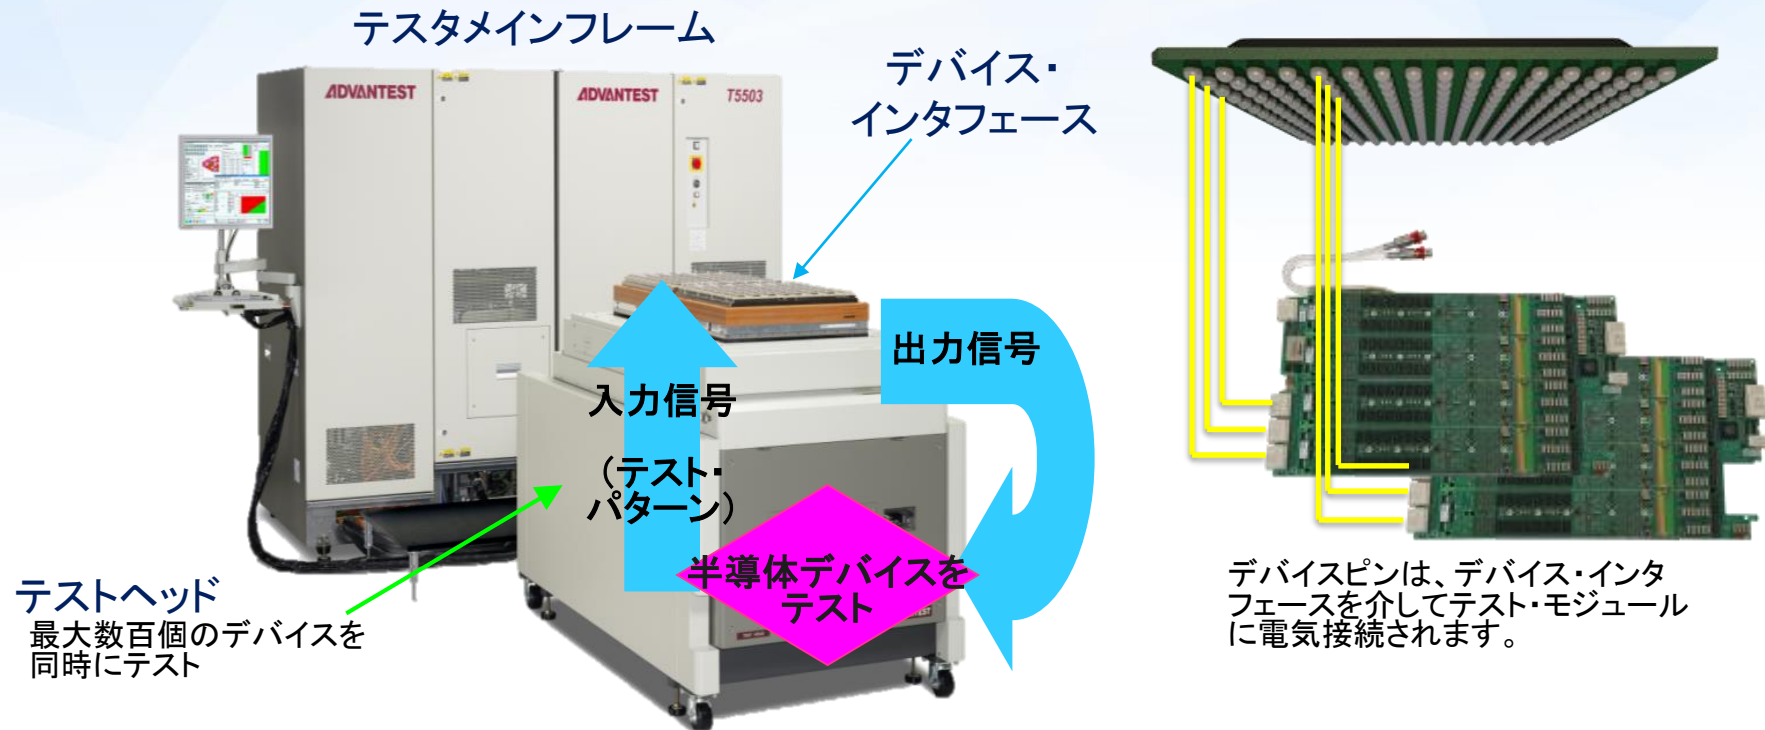 テスタメインフレーム
デバイス・
インタフェース
ADVANTEST
ADVANTEST
T5503
入力信号
（テスト・
パターン）
出力信号
半導体デバイスを
テスト
テストヘッド
最大数百個のデバイスを
同時にテスト
デバイスピンは、デバイス・インタ
フェースを介してテスト・モジュール
に電気接続されます。